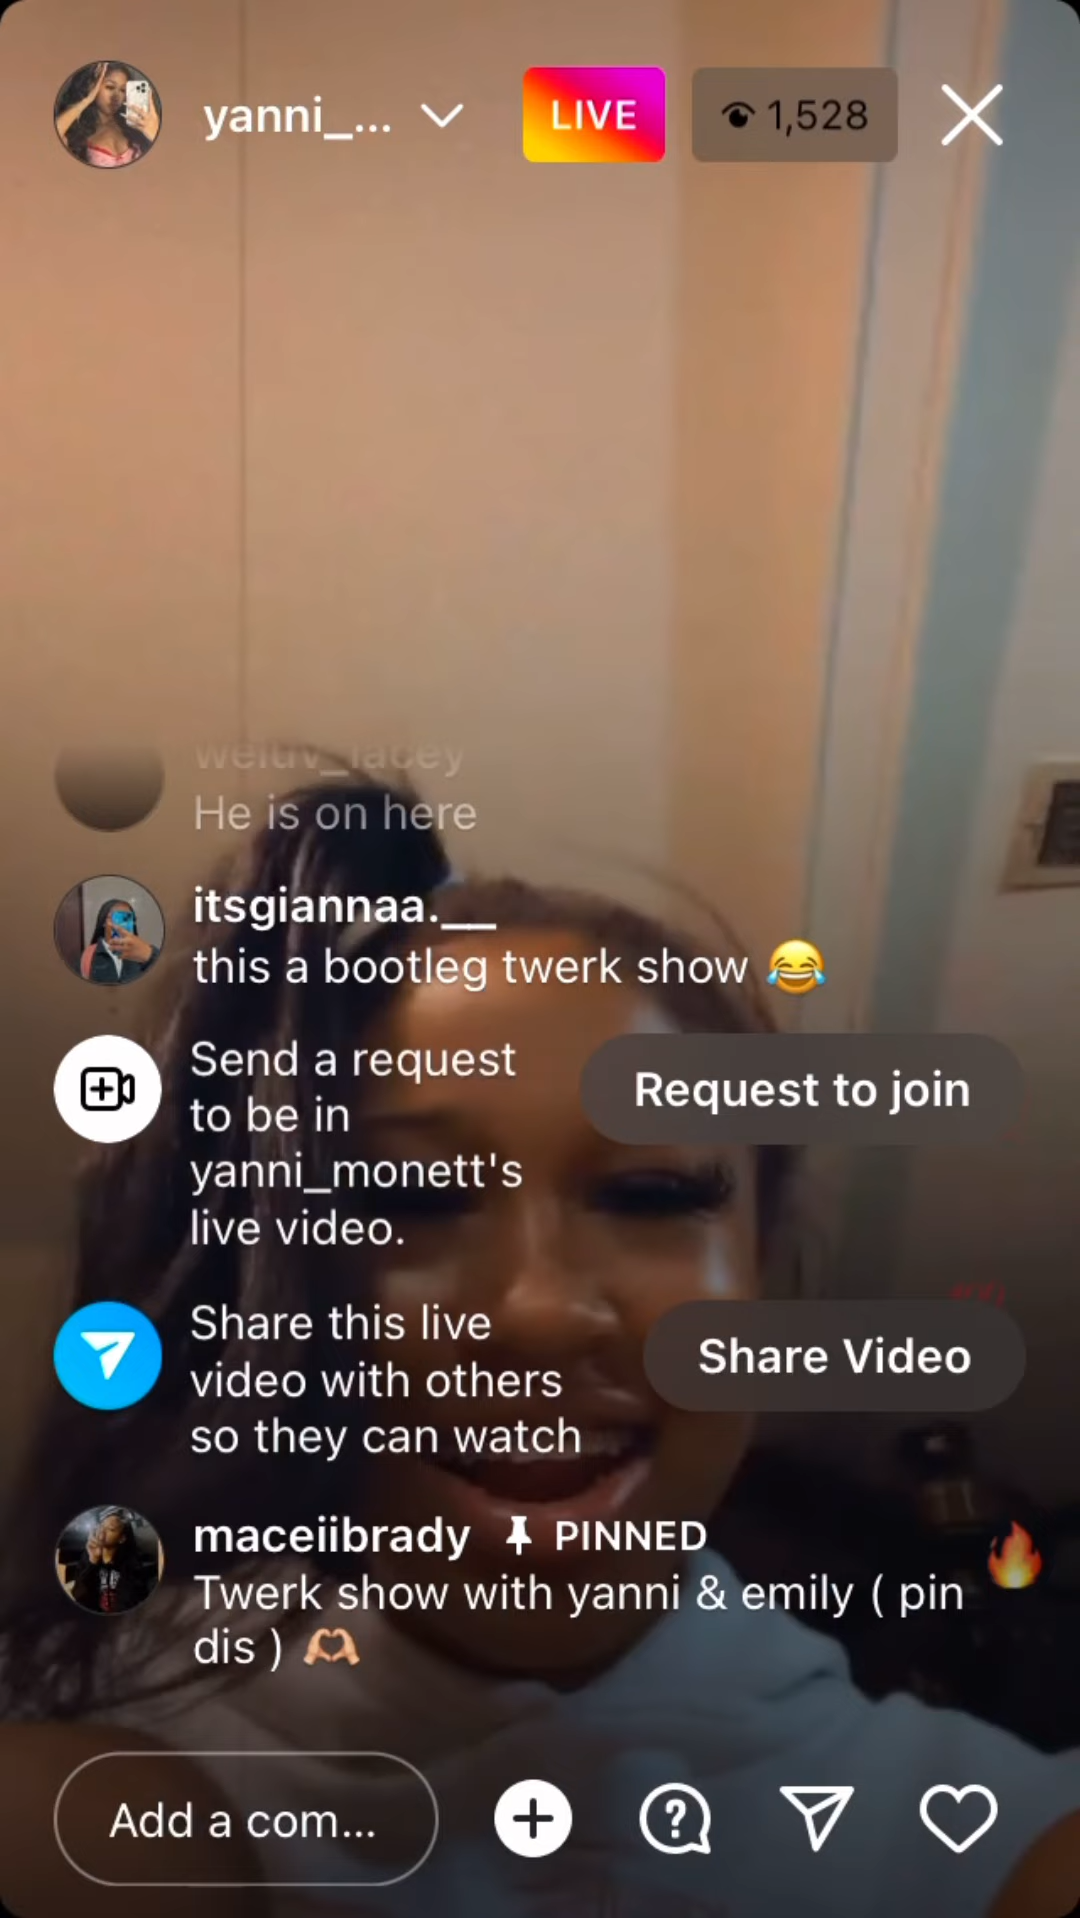 yanni_...
LIVE
1,528
weluv_lacey
He is on here
itsgiannaa.__
this a bootleg twerk show 😂
Send a request
to be in
yanni_monett's
live video.
Request to join
Share this live
video with others
so they can watch
Share Video
maceiibrady PINNED
Twerk show with yanni & emily ( pin
dis ) 🫶🏼
Add a com...